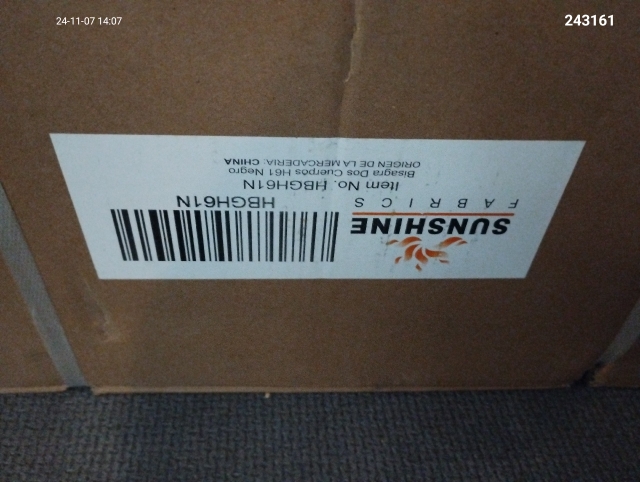 24-11-07 14:07
243161
SUNSHINE
FABRICS
HBGH61N
Item No. HBGH61N
Bisagra Dos Cuerpos H61 Negro
ORIGEN DE LA MERCADERIA: CHINA